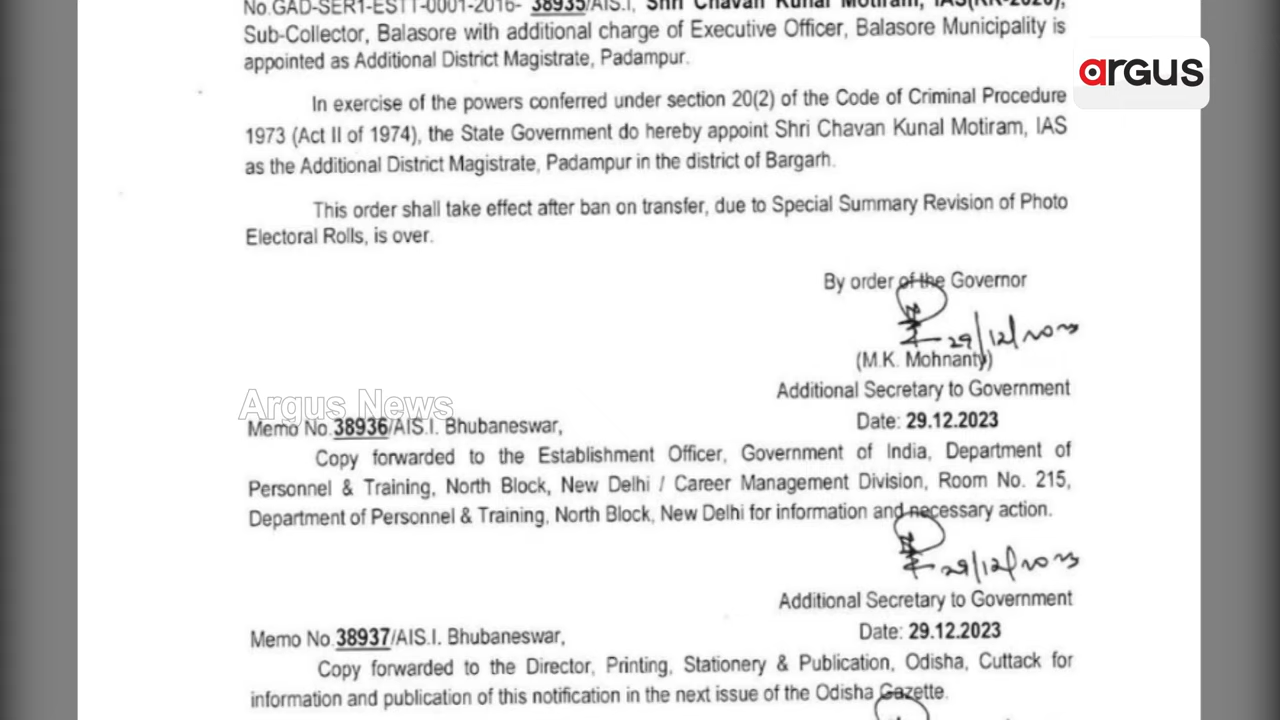 No.GAD-SER1-ESTT-0001-2016- 38935/AIS.I, Shri Chavan Kunal Motiram, IAS(RR-2020),
Sub-Collector, Balasore with additional charge of Executive Officer, Balasore Municipality is
appointed as Additional District Magistrate, Padampur.
argus
In exercise of the powers conferred under section 20(2) of the Code of Criminal Procedure
1973 (Act II of 1974), the State Government do hereby appoint Shri Chavan Kunal Motiram, IAS
as the Additional District Magistrate, Padampur in the district of Bargarh.
This order shall take effect after ban on transfer, due to Special Summary Revision of Photo
Electoral Rolls, is over.
By order of the Governor
29/12/2023
(M.K. Mohnanty)
Additional Secretary to Government
Argus News
Memo No.38936/AIS.I. Bhubaneswar, Date: 29.12.2023
Copy forwarded to the Establishment Officer, Government of India, Department of
Personnel & Training, North Block, New Delhi / Career Management Division, Room No. 215,
Department of Personnel & Training, North Block, New Delhi for information and necessary action.
29/12/2023
Additional Secretary to Government
Memo No.38937/AIS.I. Bhubaneswar, Date: 29.12.2023
Copy forwarded to the Director, Printing, Stationery & Publication, Odisha, Cuttack for
information and publication of this notification in the next issue of the Odisha Gazette.